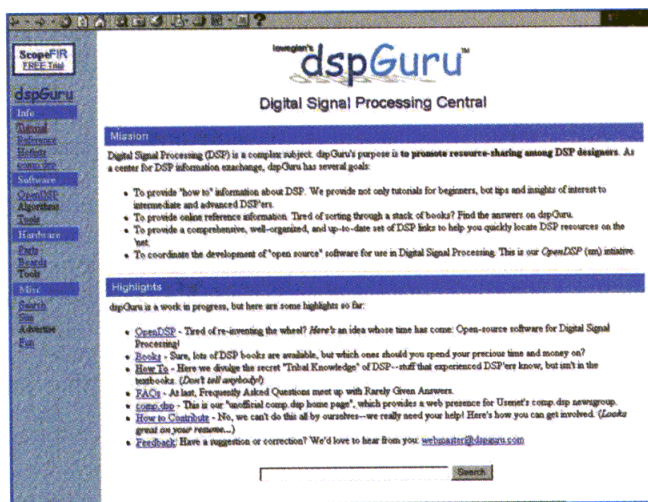 ScopeFIR
FREE Trial
dspGuru
Info
Tutorial
Reference
Hotlists
comp.dsp
Software
OpenDSP
Algorithms
Tools
Hardware
Parts
Boards
Tools
Misc
Search
Site
Advertise
Fun
Iowegian's
dspGuru™
Digital Signal Processing Central
Mission
Digital Signal Processing (DSP) is a complex subject. dspGuru's purpose is to promote resource-sharing among DSP designers. As
a center for DSP information exachange, dspGuru has several goals:
To provide "how to" information about DSP. We provide not only tutorials for beginners, but tips and insights of interest to
intermediate and advanced DSP'ers.
To provide online reference information. Tired of sorting through a stack of books? Find the answers on dspGuru.
To provide a comprehensive, well-organized, and up-to-date set of DSP links to help you quickly locate DSP resources on the
'net.
To coordinate the development of "open source" software for use in Digital Signal Processing. This is our OpenDSP (sm) intiative.
Highlights
dspGuru is a work in progress, but here are some highlights so far:
OpenDSP - Tired of re-inventing the wheel? Here's an idea whose time has come: Open-source software for Digital Signal
Processing!
Books - Sure, lots of DSP books are available, but which ones should you spend your precious time and money on?
How To - Here we divulge the secret "Tribal Knowledge" of DSP--stuff that experienced DSP'ers know, but isn't in the
textbooks. (Don't tell anybody!)
FAQs - At last, Frequently Asked Questions meet up with Rarely Given Answers.
comp.dsp - This is our "unofficial comp.dsp home page", which provides a web presence for Usenet's comp.dsp newsgroup.
How to Contribute - No, we can't do this all by ourselves--we really need your help! Here's how you can get involved. (Looks
great on your resume...)
Feedback: Have a suggestion or correction? We'd love to hear from you: webmaster@dspguru.com
Search